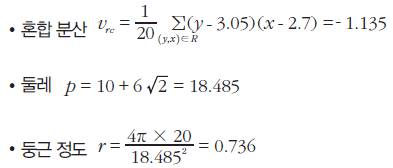 • 혼합 분산 v_rc = 1/20 Σ_(y,x)∈R (y - 3.05)(x - 2.7) =- 1.135
• 둘레 p = 10 + 6√2 = 18.485
• 둥근 정도 r = 4π × 20 / 18.485² = 0.736